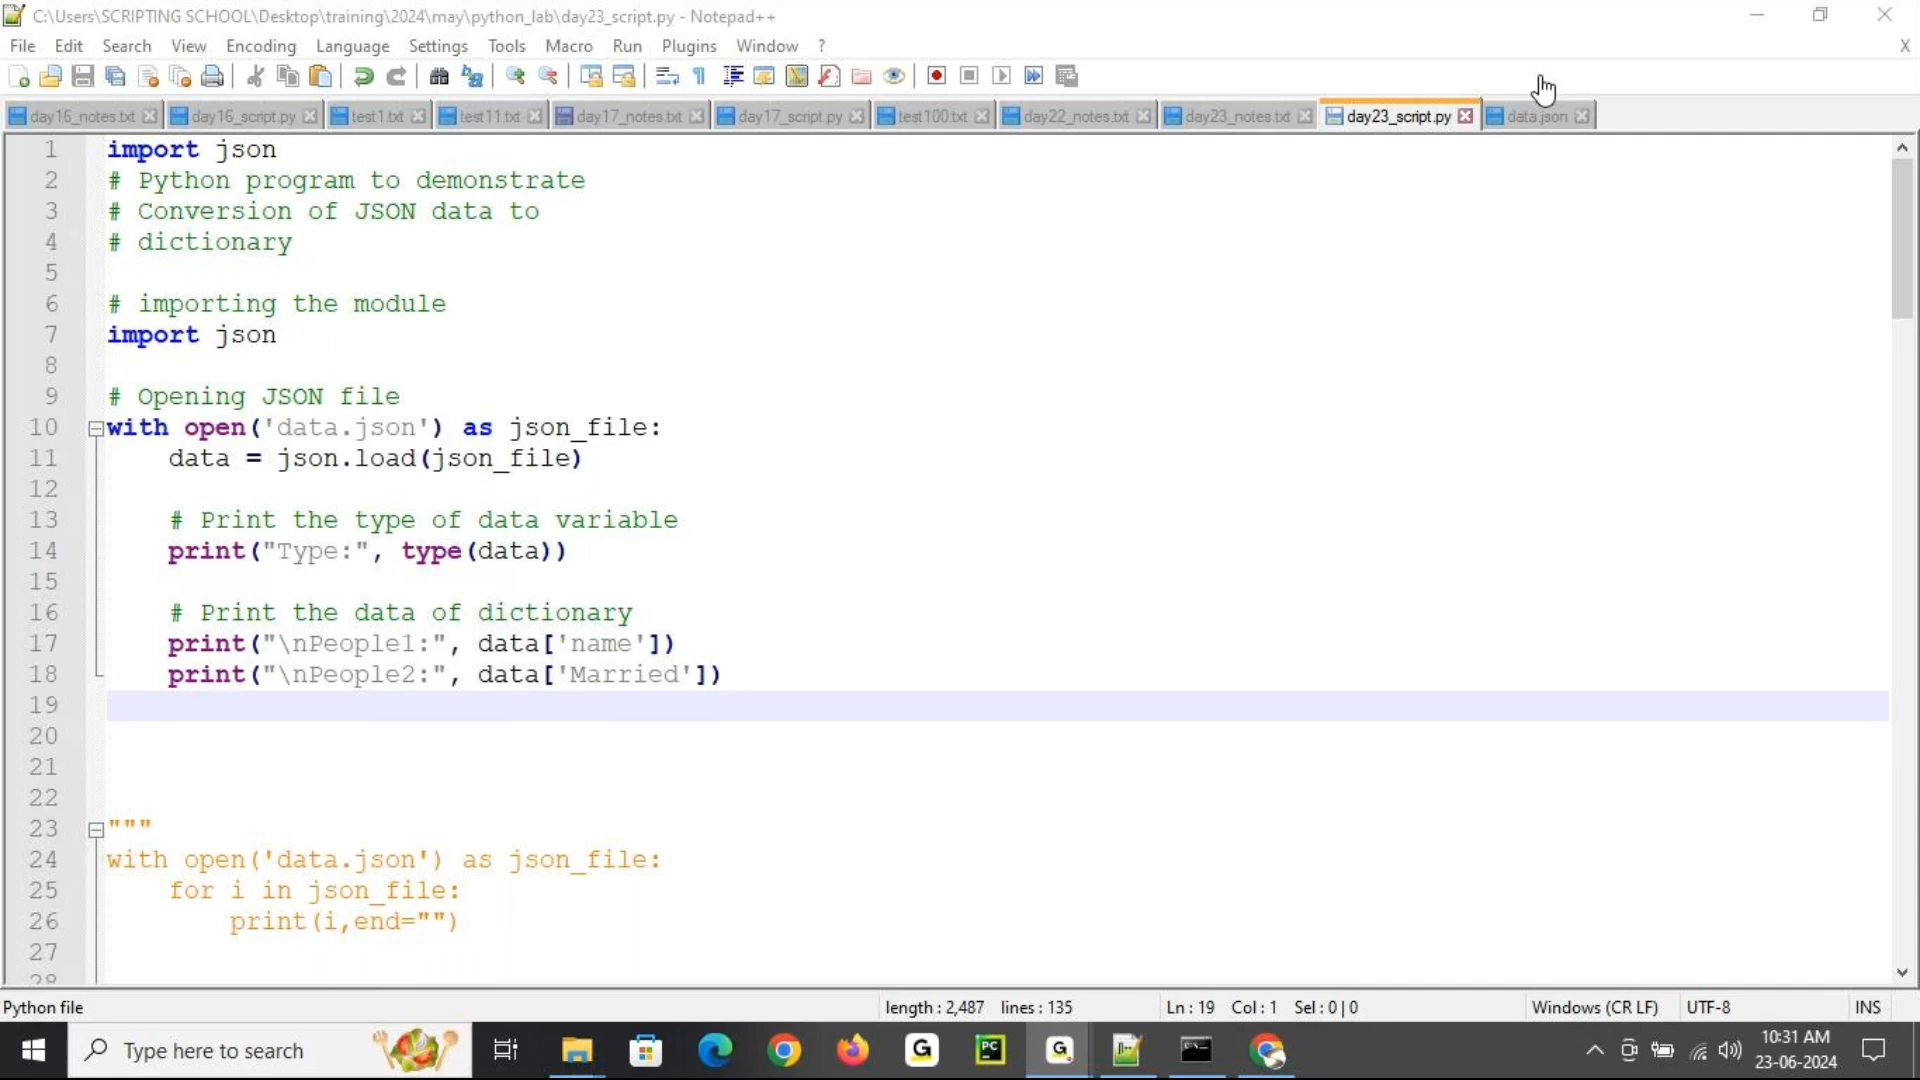 C:\Users\SCRIPTING SCHOOL\Desktop\training\2024\may\python_lab\day23_script.py - Notepad++
File Edit Search View Encoding Language Settings Tools Macro Run Plugins Window ? X
day16_notes.txt day16_script.py test1.txt test11.txt day17_notes.txt day17_script.py test100.txt day22_notes.txt day23_notes.txt day23_script.py data.json
1 import json
2 # Python program to demonstrate
3 # Conversion of JSON data to
4 # dictionary
5
6 # importing the module
7 import json
8
9 # Opening JSON file
10 with open('data.json') as json_file:
11 data = json.load(json_file)
12
13 # Print the type of data variable
14 print("Type:", type(data))
15
16 # Print the data of dictionary
17 print("\nPeople1:", data['name'])
18 print("\nPeople2:", data['Married'])
19
20
21
22
23 """
24 with open('data.json') as json_file:
25 for i in json_file:
26 print(i,end="")
27
28
Python file length : 2,487 lines : 135 Ln : 19 Col : 1 Sel : 0 | 0 Windows (CR LF) UTF-8 INS
Type here to search
10:31 AM
23-06-2024